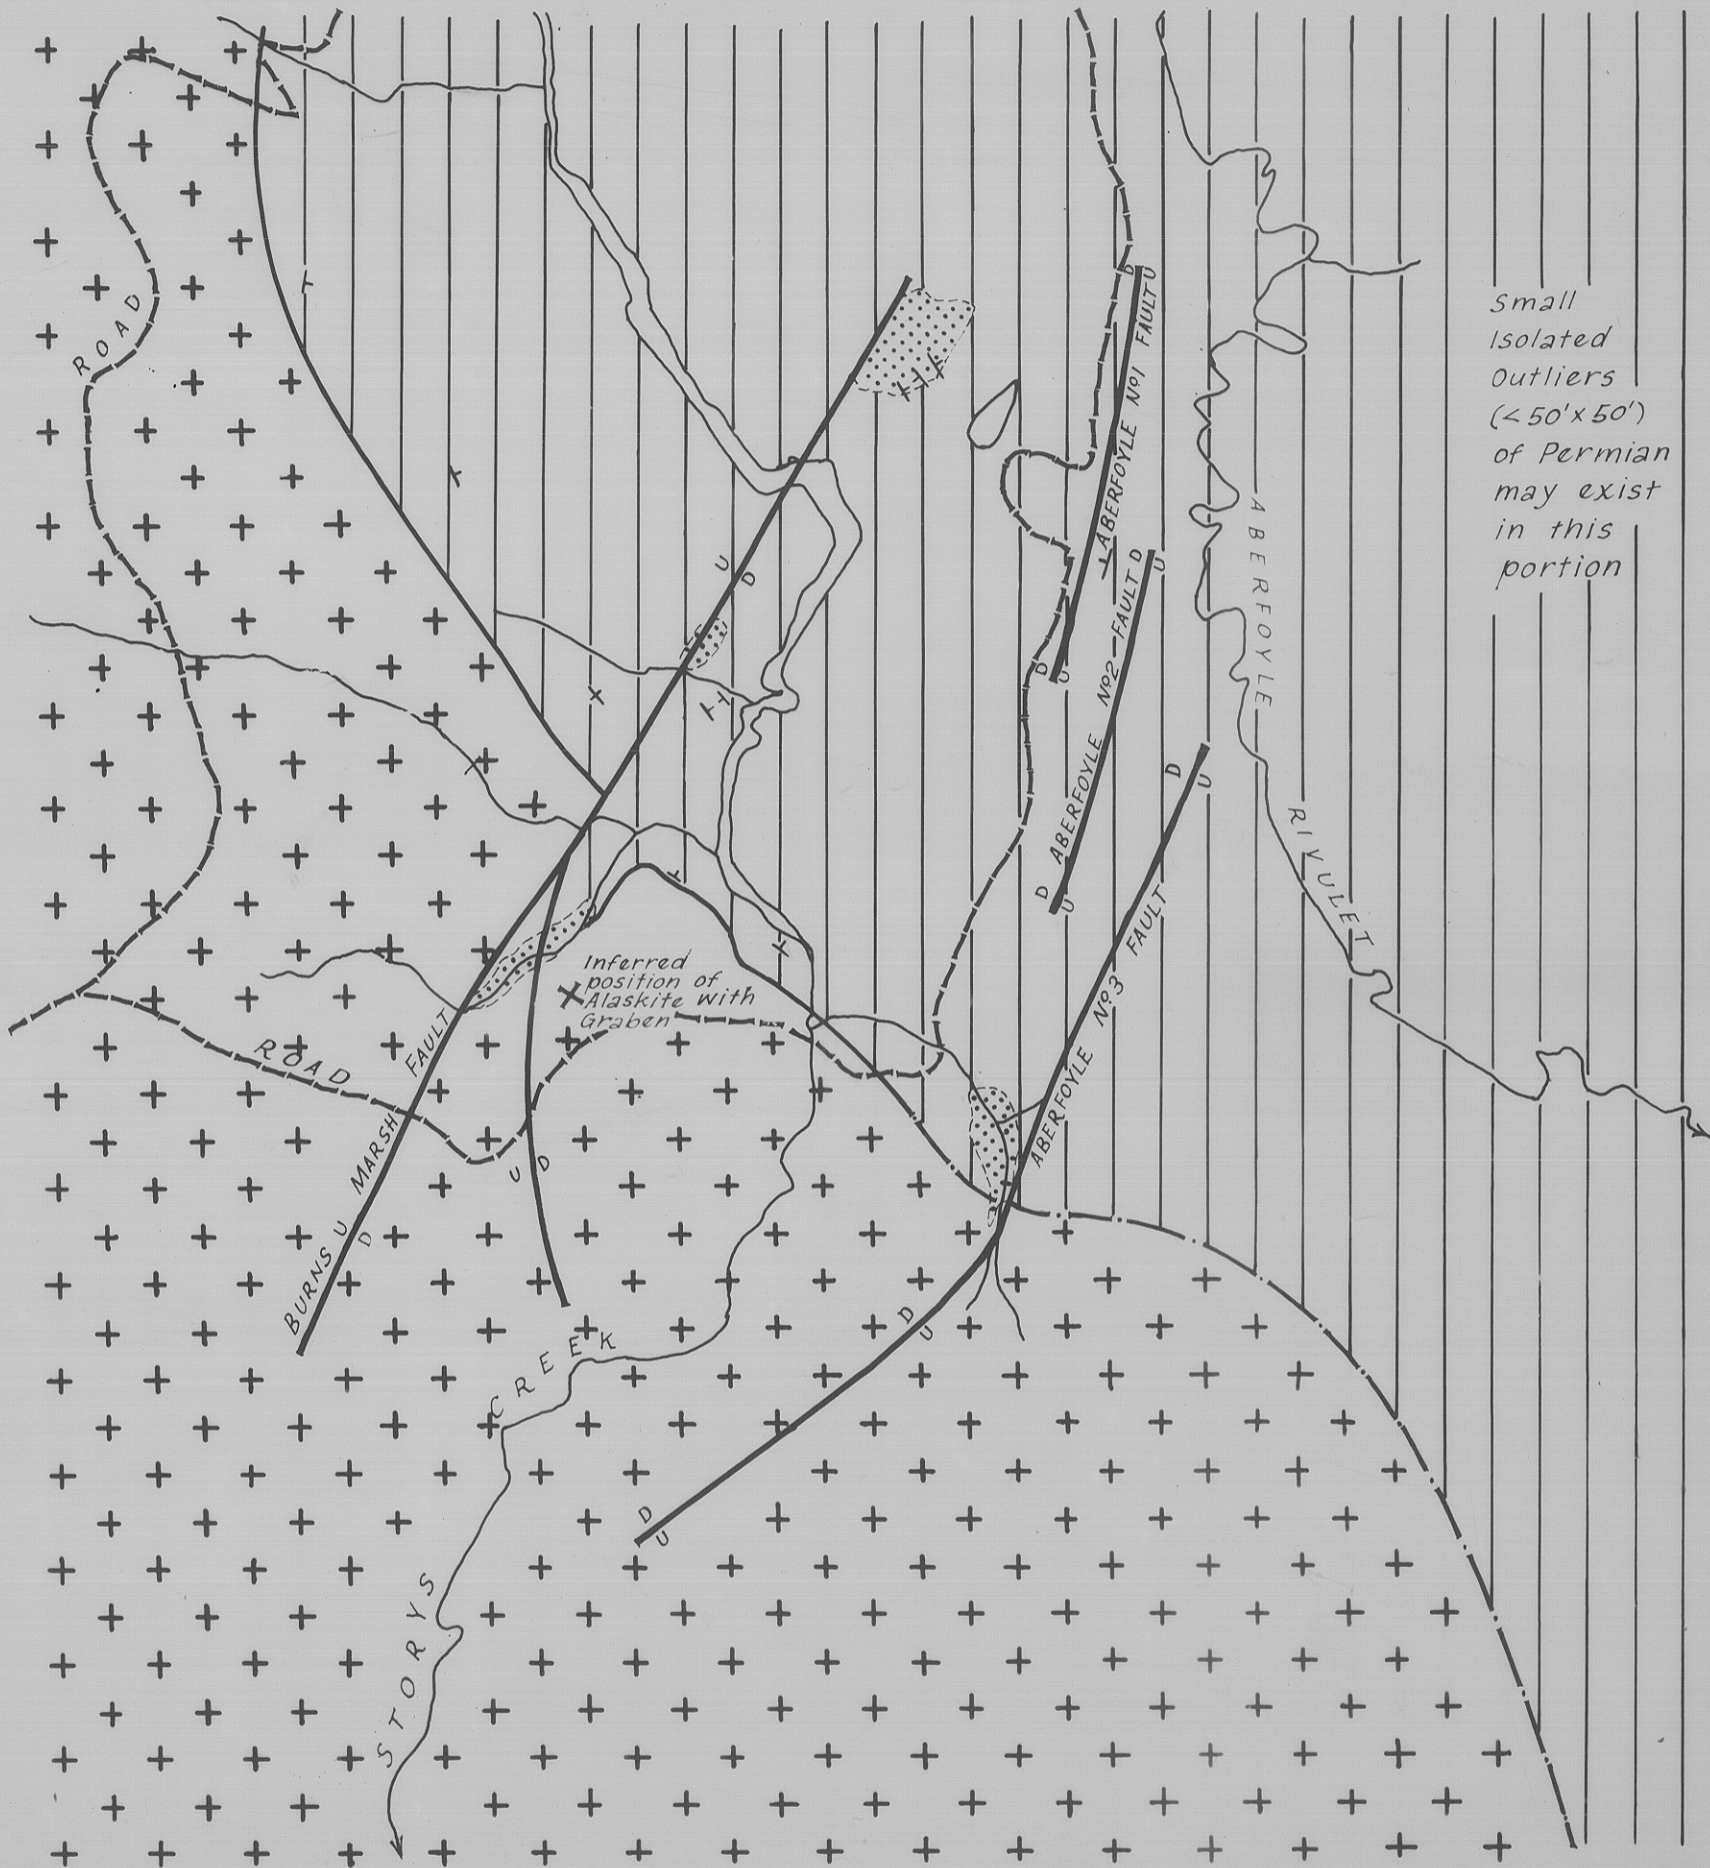 ROAD
Small
Isolated
Outliers
(<50'x50')
of Permian
may exist
in this
portion
D
U
ABERFOYLE Nº1 FAULT
U
D
D
U
ABERFOYLE Nº2 FAULT
D
U
ABERFOYLE RIVULET
D
U
D
U
ABERFOYLE Nº3 FAULT
Inferred
position of
Alaskite with
Graben
ROAD
BURNS MARSH FAULT
U
D
U
D
D
U
D
U
STORYS CREEK